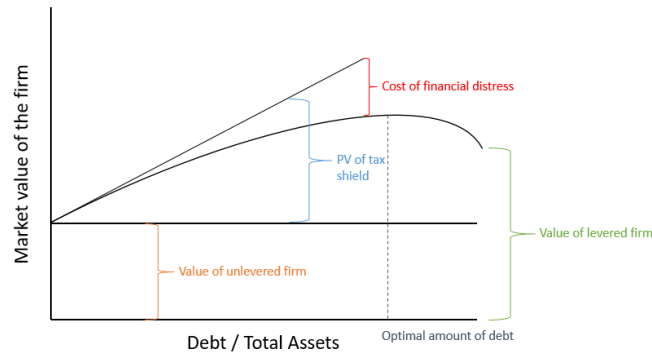 Market value of the firm
Cost of financial distress
PV of tax
shield
Value of levered firm
Value of unlevered firm
Optimal amount of debt
Debt / Total Assets